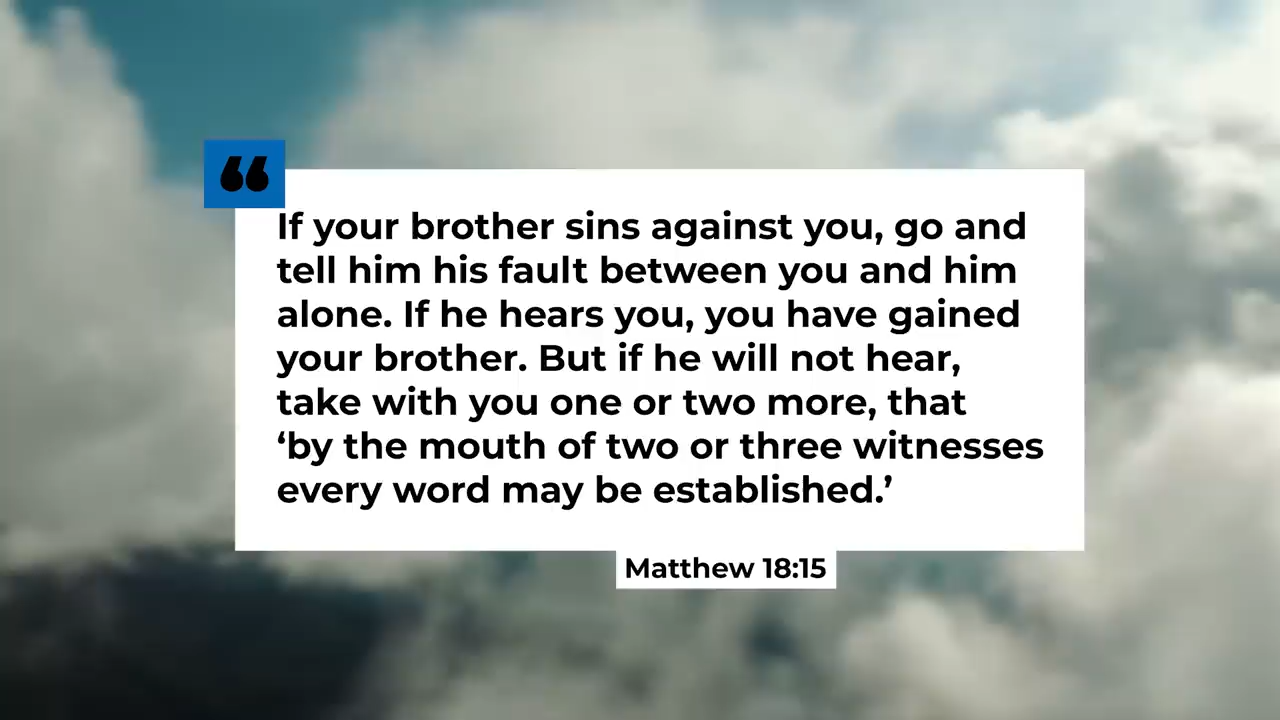 “
If your brother sins against you, go and
tell him his fault between you and him
alone. If he hears you, you have gained
your brother. But if he will not hear,
take with you one or two more, that
‘by the mouth of two or three witnesses
every word may be established.’
Matthew 18:15